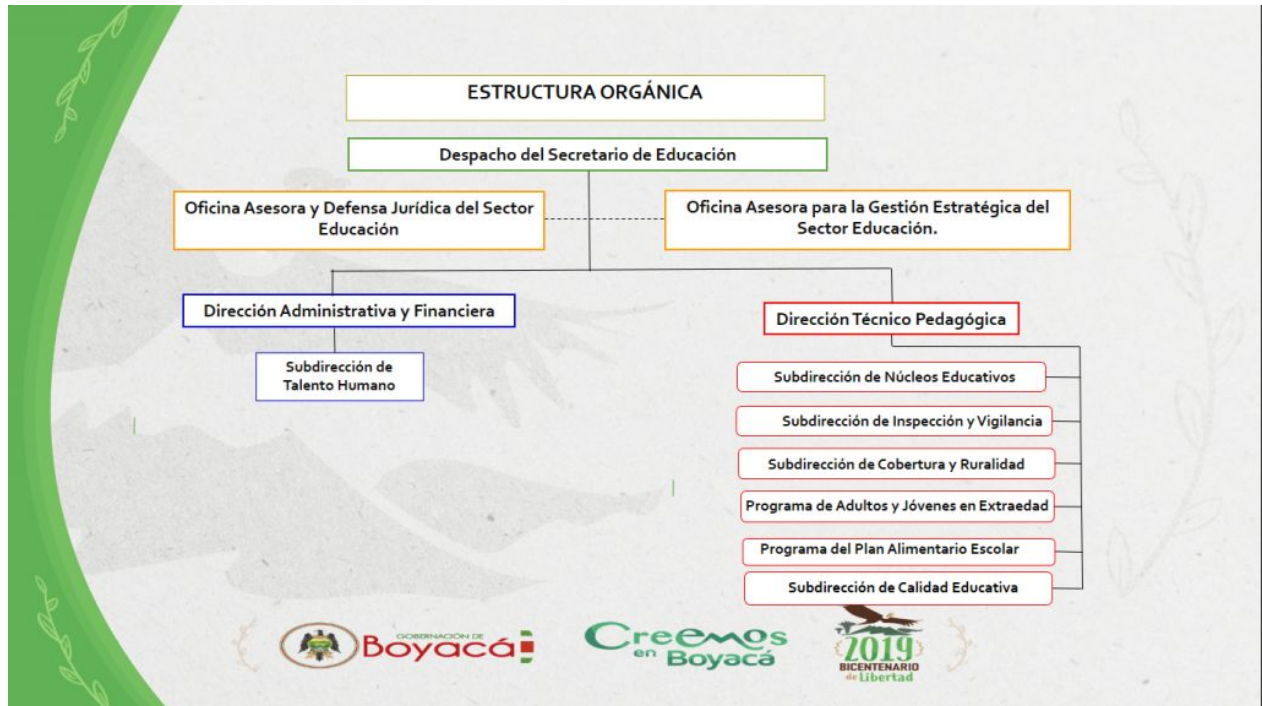 ESTRUCTURA ORGÁNICA
Despacho del Secretario de Educación
Oficina Asesora y Defensa Jurídica del Sector
Educación
Oficina Asesora para la Gestión Estratégica del
Sector Educación.
Dirección Administrativa y Financiera
Dirección Técnico Pedagógica
Subdirección de
Talento Humano
Subdirección de Núcleos Educativos
Subdirección de Inspección y Vigilancia
Subdirección de Cobertura y Ruralidad
Programa de Adultos y Jóvenes en Extraedad
Programa del Plan Alimentario Escolar
Subdirección de Calidad Educativa
GOBERNACIÓN DE
Boyacá
Creemos
en Boyacá
2019
BICENTENARIO
de Libertad